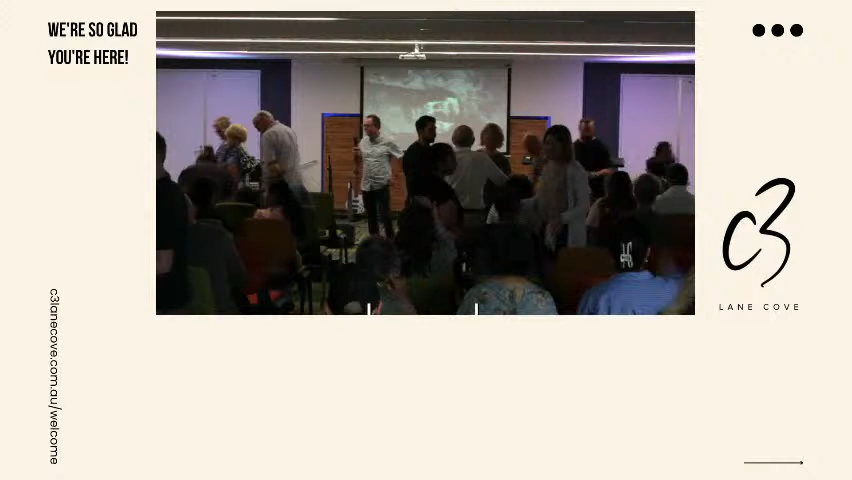 WE'RE SO GLAD
YOU'RE HERE!
c3
LANE COVE
c3lanecove.com.au/welcome